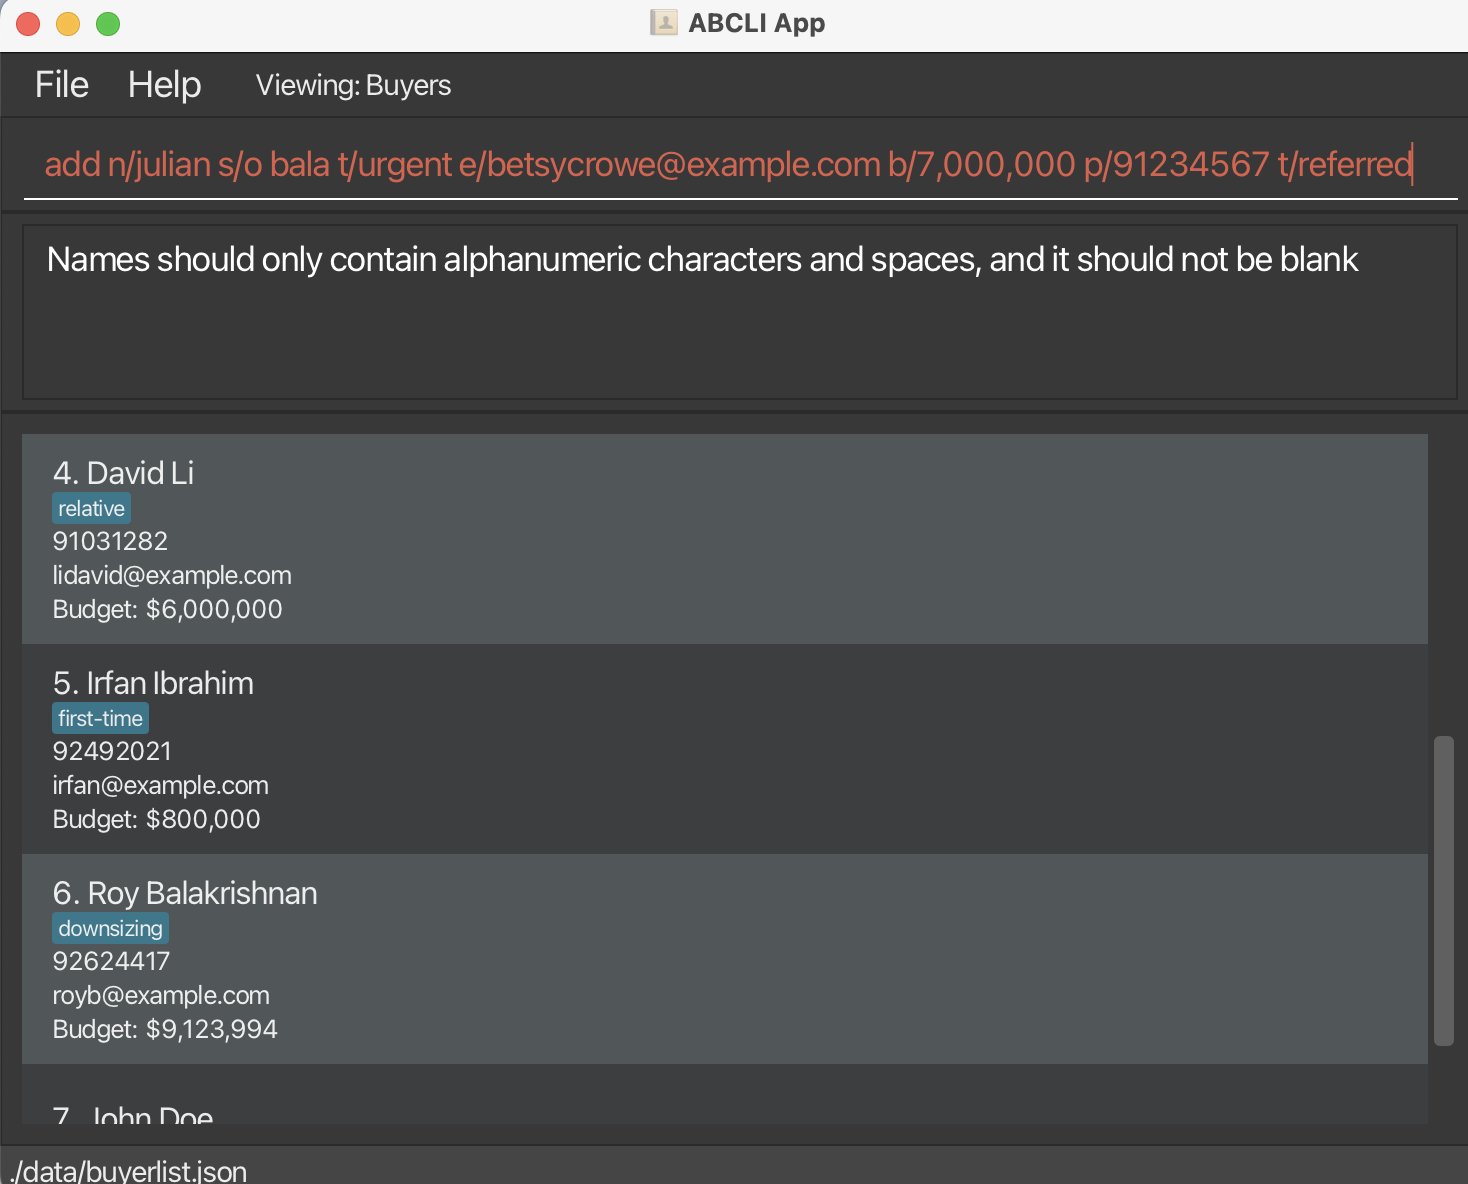 ABCLI App
File Help Viewing: Buyers
add n/julian s/o bala t/urgent e/betsycrowe@example.com b/7,000,000 p/91234567 t/referred
Names should only contain alphanumeric characters and spaces, and it should not be blank
4. David Li
relative
91031282
lidavid@example.com
Budget: $6,000,000
5. Irfan Ibrahim
first-time
92492021
irfan@example.com
Budget: $800,000
6. Roy Balakrishnan
downsizing
92624417
royb@example.com
Budget: $9,123,994
7. John Doe
./data/buyerlist.json